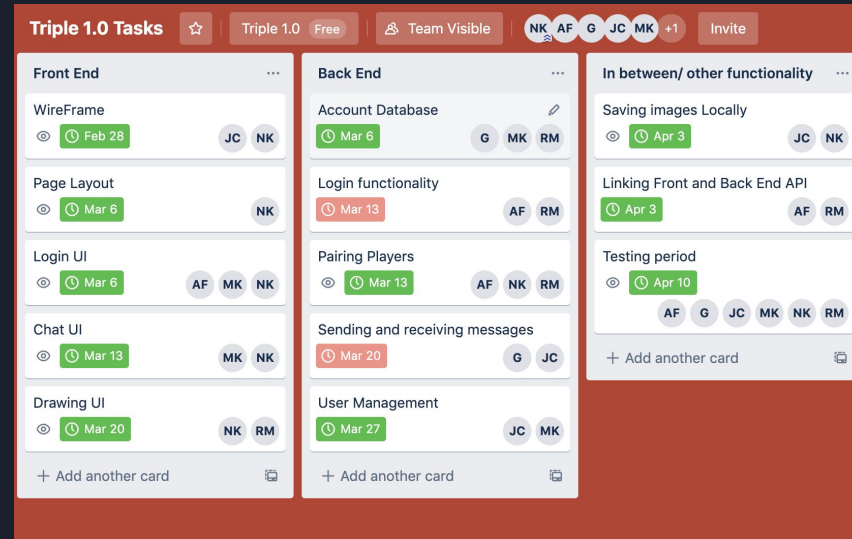 Triple 1.0 Tasks
Triple 1.0 Free
Team Visible
NK AF G JC MK +1
Invite
Front End
WireFrame
Feb 28
JC NK
Page Layout
Mar 6
NK
Login UI
Mar 6
AF MK NK
Chat UI
Mar 13
MK NK
Drawing UI
Mar 20
NK RM
+ Add another card
Back End
Account Database
Mar 6
G MK RM
Login functionality
Mar 13
AF RM
Pairing Players
Mar 13
AF NK RM
Sending and receiving messages
Mar 20
G JC
User Management
Mar 27
JC MK
+ Add another card
In between/ other functionality
Saving images Locally
Apr 3
JC NK
Linking Front and Back End API
Apr 3
AF RM
Testing period
Apr 10
AF G JC MK NK RM
+ Add another card